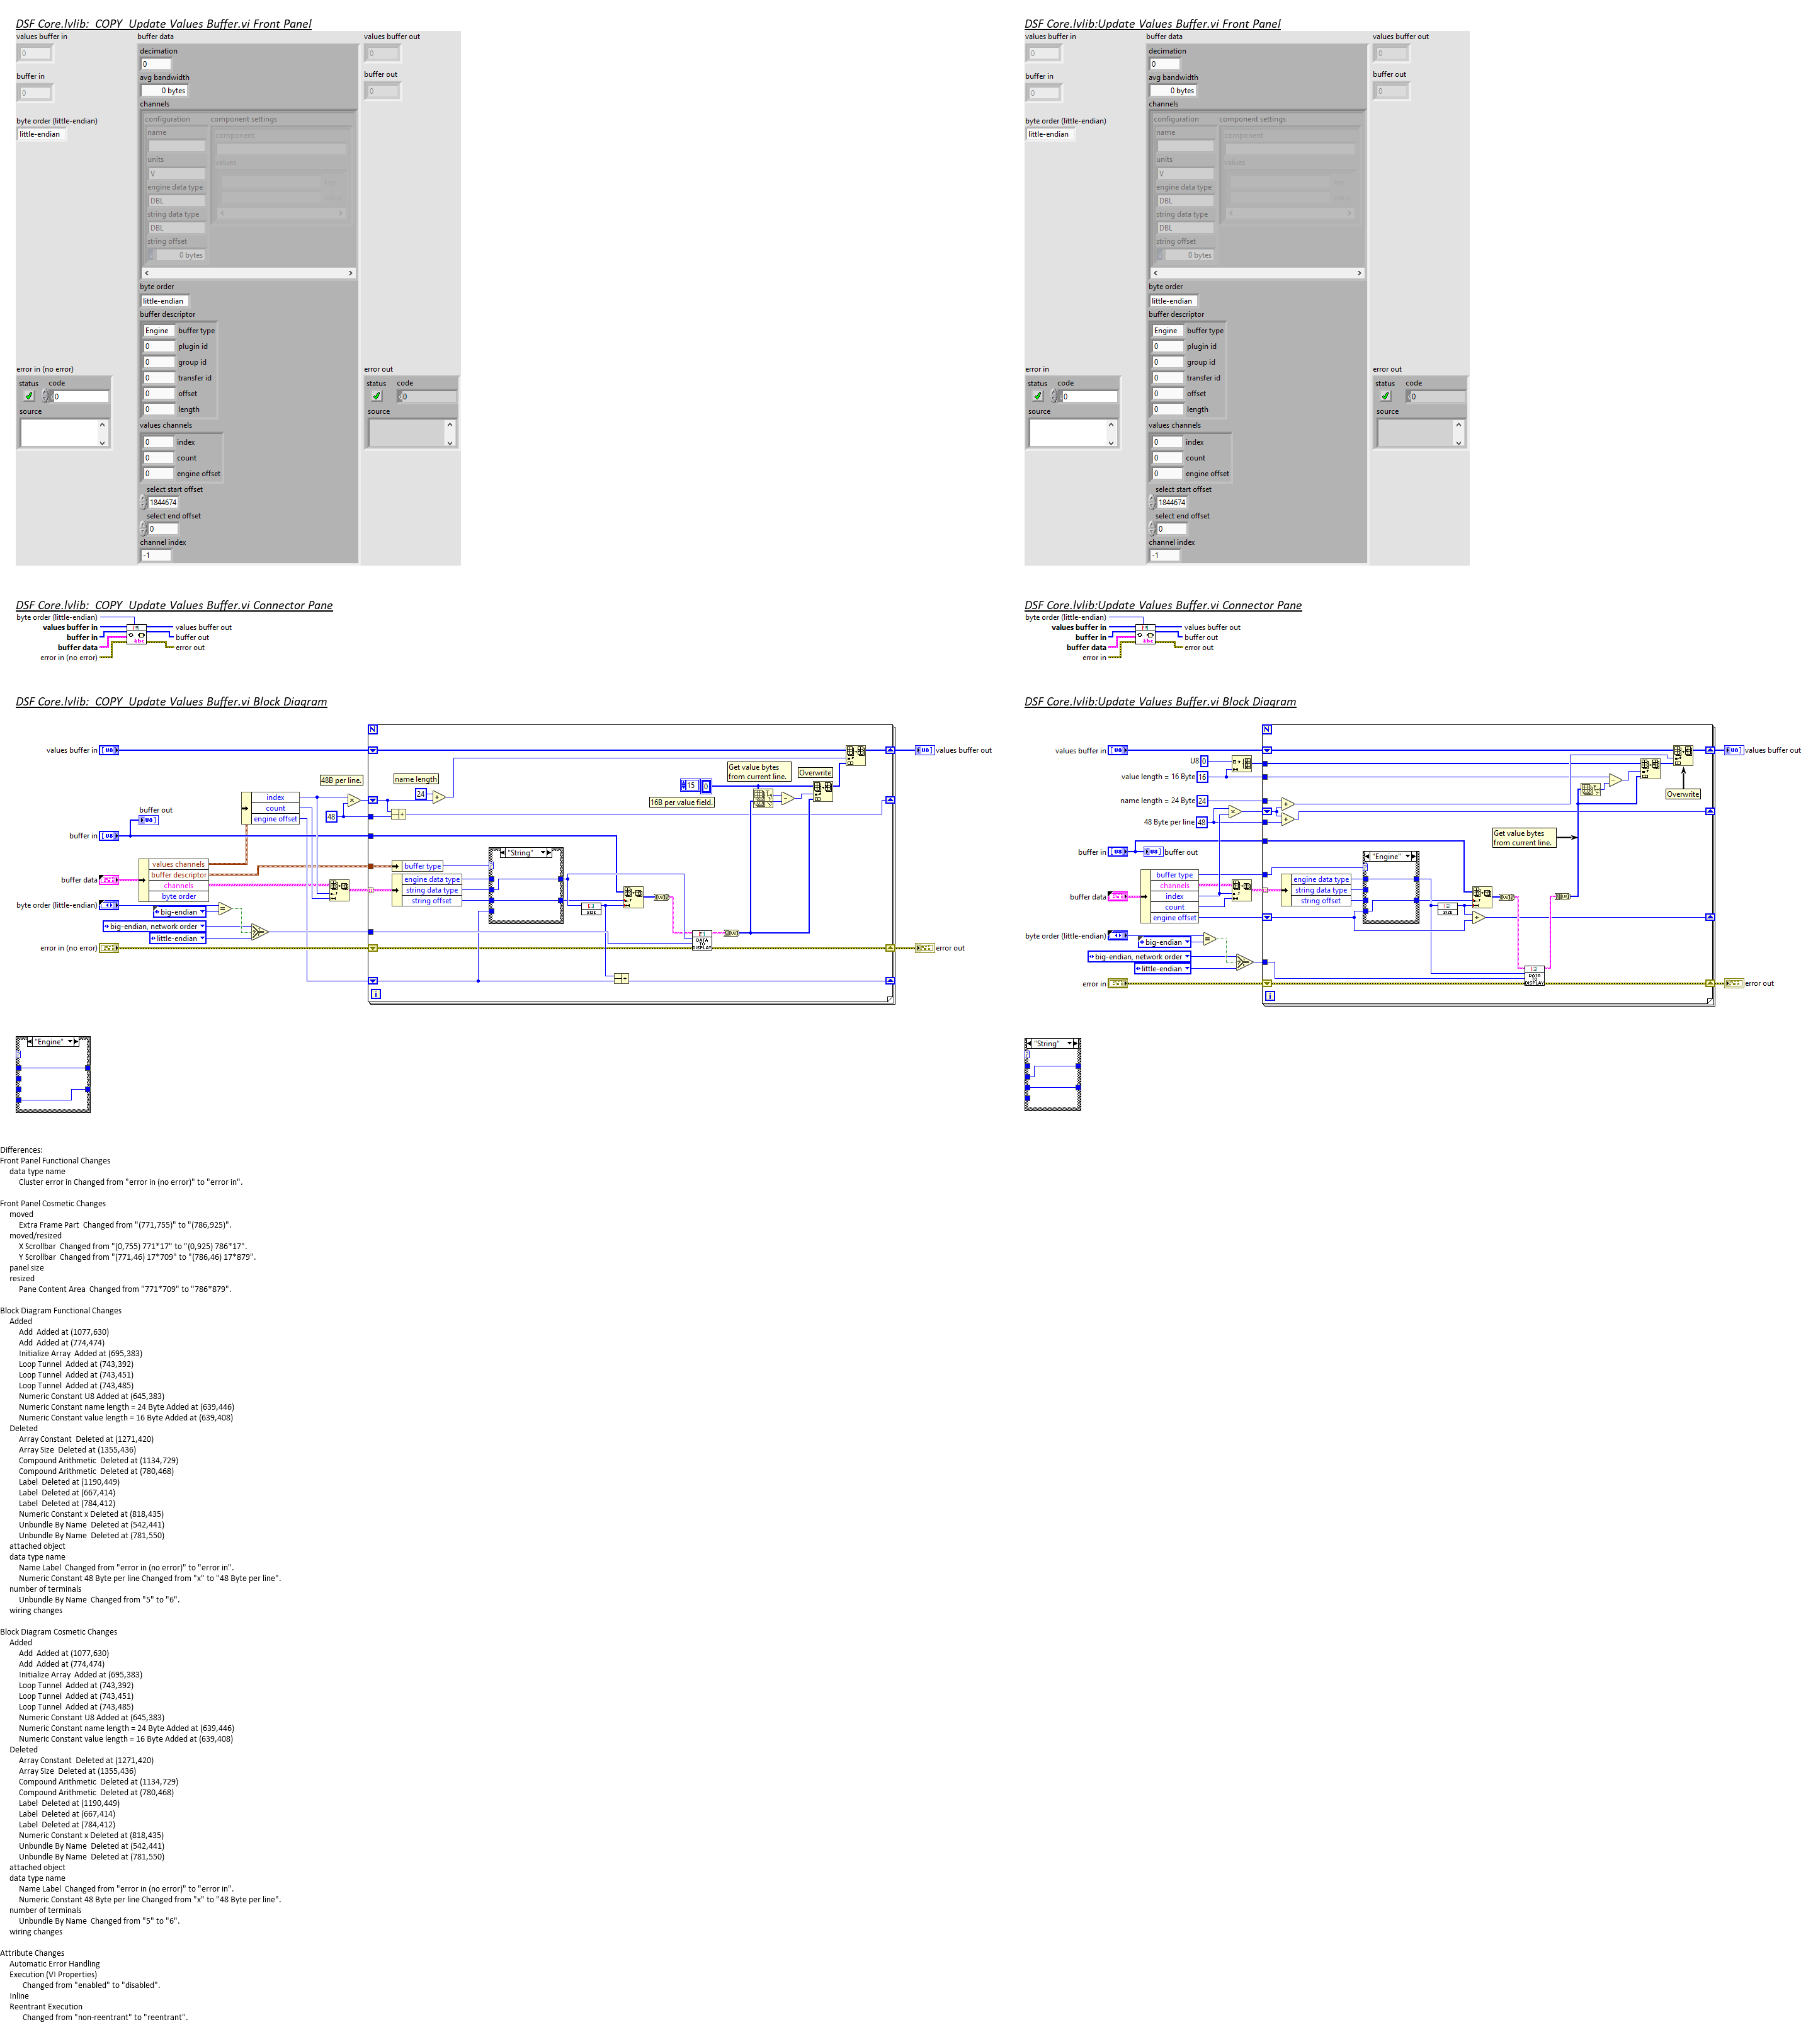 DSF Core.lvlib:  COPY  Update Values Buffer.vi Front Panel
values buffer in
0
buffer in
0
byte order (little-endian)
little-endian
buffer data
decimation
0
avg bandwidth
0 bytes
channels
configuration
name
units
V
engine data type
DBL
string data type
DBL
string offset
0 bytes
component settings
component
values
byte order
little-endian
buffer descriptor
Engine buffer type
0 plugin id
0 group id
0 transfer id
0 offset
0 length
values channels
0 index
0 count
0 engine offset
select start offset
1844674
select end offset
0
channel index
-1
values buffer out
0
buffer out
0
error in (no error)
status code
0
source
error out
status code
0
source
DSF Core.lvlib:Update Values Buffer.vi Front Panel
values buffer in
0
buffer in
0
byte order (little-endian)
little-endian
buffer data
decimation
0
avg bandwidth
0 bytes
channels
configuration
name
units
V
engine data type
DBL
string data type
DBL
string offset
0 bytes
component settings
component
values
byte order
little-endian
buffer descriptor
Engine buffer type
0 plugin id
0 group id
0 transfer id
0 offset
0 length
values channels
0 index
0 count
0 engine offset
select start offset
1844674
select end offset
0
channel index
-1
values buffer out
0
buffer out
0
error in
status code
0
source
error out
status code
0
source
DSF Core.lvlib:  COPY  Update Values Buffer.vi Connector Pane
byte order (little-endian)
values buffer in
buffer in
buffer data
error in (no error)
values buffer out
buffer out
error out
DSF Core.lvlib:Update Values Buffer.vi Connector Pane
byte order (little-endian)
values buffer in
buffer in
buffer data
error in
values buffer out
buffer out
error out
DSF Core.lvlib:  COPY  Update Values Buffer.vi Block Diagram
N
values buffer in
U8
U8
values buffer out
48B per line.
name length
24
48
index
count
engine offset
buffer out
U8
buffer in
U8
15
0
16B per value field.
Get value bytes
from current line.
Overwrite
values channels
buffer descriptor
channels
byte order
buffer data
buffer type
engine data type
string data type
string offset
"String"
SIZE
byte order (little-endian)
big-endian
big-endian, network order
little-endian
DATA
TO
DISPLAY
error in (no error)
error out
i
"Engine"
DSF Core.lvlib:Update Values Buffer.vi Block Diagram
N
values buffer in
U8
U8
values buffer out
U8 0
value length = 16 Byte 16
name length = 24 Byte 24
48 Byte per line 48
Overwrite
Get value bytes
from current line.
buffer in
U8
U8
buffer out
buffer data
buffer type
channels
index
count
engine offset
engine data type
string data type
string offset
"Engine"
SIZE
byte order (little-endian)
big-endian
big-endian, network order
little-endian
DATA
TO
DISPLAY
error in
error out
i
"String"
Differences:
Front Panel Functional Changes
data type name
Cluster error in Changed from "error in (no error)" to "error in".
Front Panel Cosmetic Changes
moved
Extra Frame Part  Changed from "(771,755)" to "(786,925)".
moved/resized
X Scrollbar  Changed from "(0,755) 771*17" to "(0,925) 786*17".
Y Scrollbar  Changed from "(771,46) 17*709" to "(786,46) 17*879".
panel size
resized
Pane Content Area  Changed from "771*709" to "786*879".
Block Diagram Functional Changes
Added
Add  Added at (1077,630)
Add  Added at (774,474)
Initialize Array  Added at (695,383)
Loop Tunnel  Added at (743,392)
Loop Tunnel  Added at (743,451)
Loop Tunnel  Added at (743,485)
Numeric Constant U8 Added at (645,383)
Numeric Constant name length = 24 Byte Added at (639,446)
Numeric Constant value length = 16 Byte Added at (639,408)
Deleted
Array Constant  Deleted at (1271,420)
Array Size  Deleted at (1355,436)
Compound Arithmetic  Deleted at (1134,729)
Compound Arithmetic  Deleted at (780,468)
Label  Deleted at (1190,449)
Label  Deleted at (667,414)
Label  Deleted at (784,412)
Numeric Constant x Deleted at (818,435)
Unbundle By Name  Deleted at (542,441)
Unbundle By Name  Deleted at (781,550)
attached object
data type name
Name Label  Changed from "error in (no error)" to "error in".
Numeric Constant 48 Byte per line Changed from "x" to "48 Byte per line".
number of terminals
Unbundle By Name  Changed from "5" to "6".
wiring changes
Block Diagram Cosmetic Changes
Added
Add  Added at (1077,630)
Add  Added at (774,474)
Initialize Array  Added at (695,383)
Loop Tunnel  Added at (743,392)
Loop Tunnel  Added at (743,451)
Loop Tunnel  Added at (743,485)
Numeric Constant U8 Added at (645,383)
Numeric Constant name length = 24 Byte Added at (639,446)
Numeric Constant value length = 16 Byte Added at (639,408)
Deleted
Array Constant  Deleted at (1271,420)
Array Size  Deleted at (1355,436)
Compound Arithmetic  Deleted at (1134,729)
Compound Arithmetic  Deleted at (780,468)
Label  Deleted at (1190,449)
Label  Deleted at (667,414)
Label  Deleted at (784,412)
Numeric Constant x Deleted at (818,435)
Unbundle By Name  Deleted at (542,441)
Unbundle By Name  Deleted at (781,550)
attached object
data type name
Name Label  Changed from "error in (no error)" to "error in".
Numeric Constant 48 Byte per line Changed from "x" to "48 Byte per line".
number of terminals
Unbundle By Name  Changed from "5" to "6".
wiring changes
Attribute Changes
Automatic Error Handling
Execution (VI Properties)
Changed from "enabled" to "disabled".
Inline
Reentrant Execution
Changed from "non-reentrant" to "reentrant".